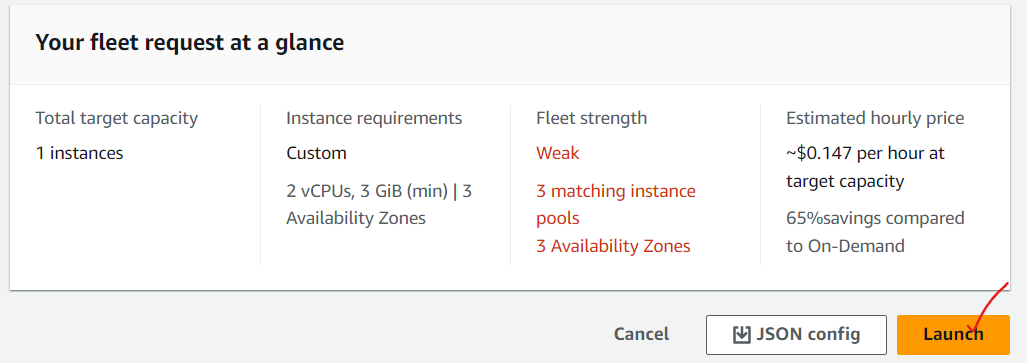 Your fleet request at a glance
Total target capacity
1 instances
Instance requirements
Custom
2 vCPUs, 3 GiB (min) | 3
Availability Zones
Fleet strength
Weak
3 matching instance
pools
3 Availability Zones
Estimated hourly price
~$0.147 per hour at
target capacity
65%savings compared
to On-Demand
Cancel
JSON config
Launch